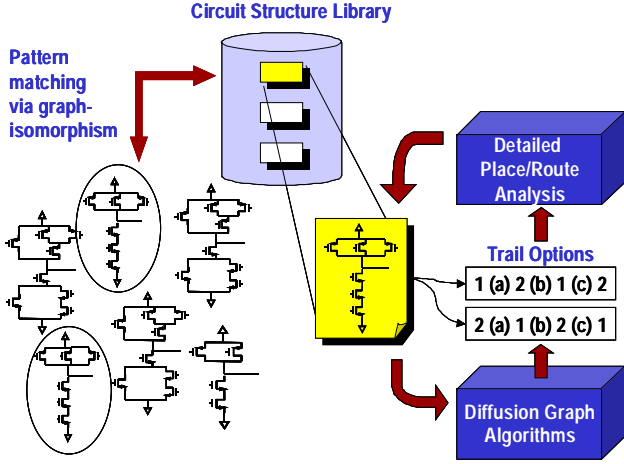 Circuit Structure Library
Pattern
matching
via graph-
isomorphism
Detailed
Place/Route
Analysis
Trail Options
1 (a) 2 (b) 1 (c) 2
2 (a) 1 (b) 2 (c) 1
Diffusion Graph
Algorithms